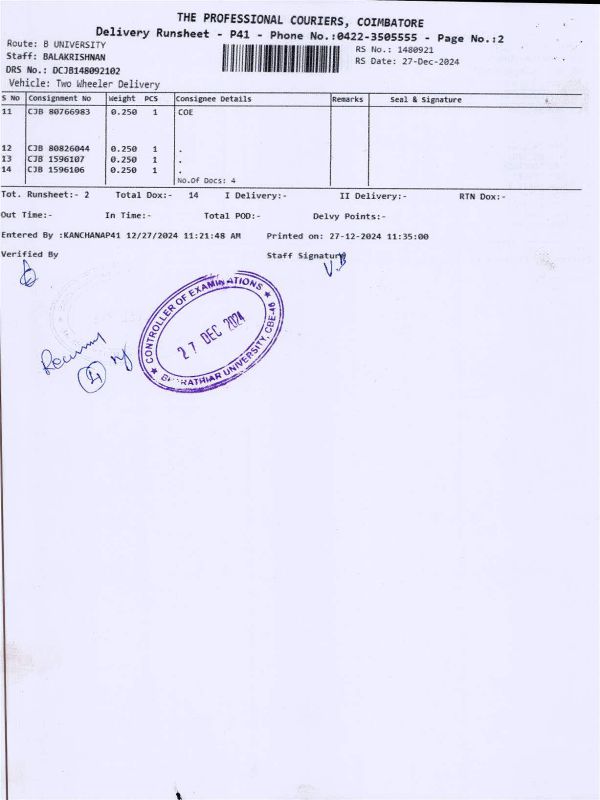 THE PROFESSIONAL COURIERS, COIMBATORE
Delivery Runsheet - P41 - Phone No.:0422-3505555 - Page No.:2
Route: B UNIVERSITY
RS No.: 1480921
Staff: BALAKRISHNAN
RS Date: 27-Dec-2024
DRS No.: DCJB148092102
Vehicle: Two Wheeler Delivery
S No Consignment No Weight PCS Consignee Details Remarks Seal & Signature
11 CJB 80766983 0.250 1 COE
12 CJB 80826044 0.250 1 .
13 CJB 1596107 0.250 1 .
14 CJB 1596106 0.250 1 .
No.Of Docs: 4
Tot. Runsheet:- 2 Total Dox:- 14 I Delivery:- II Delivery:- RTN Dox:-
Out Time:- In Time:- Total POD:- Delvy Points:-
Entered By :KANCHANAP41 12/27/2024 11:21:48 AM Printed on: 27-12-2024 11:35:00
Verified By Staff Signature
V.B
CONTROLLER OF EXAMINATIONS
27 DEC 2024
BHARATHIAR UNIVERSITY, CBE-46